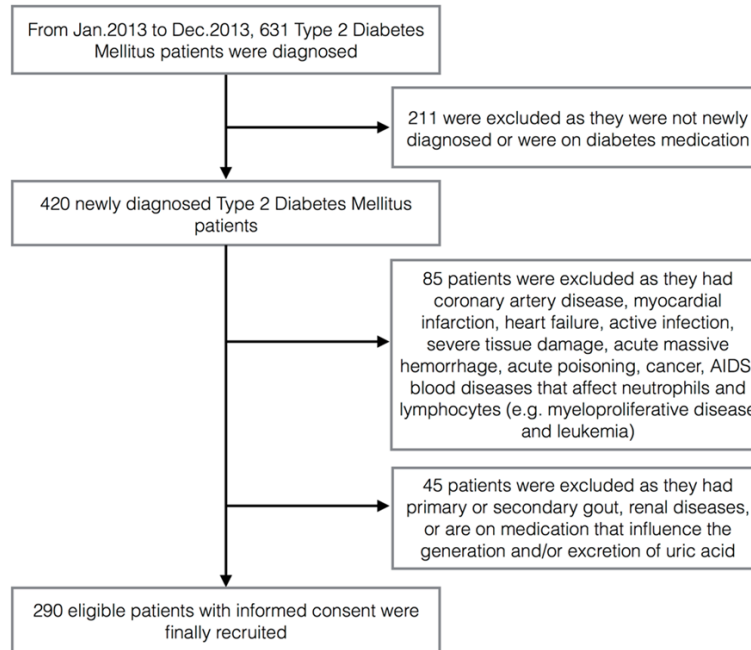 From Jan.2013 to Dec.2013, 631 Type 2 Diabetes
Mellitus patients were diagnosed
211 were excluded as they were not newly
diagnosed or were on diabetes medication
420 newly diagnosed Type 2 Diabetes Mellitus
patients
85 patients were excluded as they had
coronary artery disease, myocardial
infarction, heart failure, active infection,
severe tissue damage, acute massive
hemorrhage, acute poisoning, cancer, AIDS
blood diseases that affect neutrophils and
lymphocytes (e.g. myeloproliferative disease
and leukemia)
45 patients were excluded as they had
primary or secondary gout, renal diseases,
or are on medication that influence the
generation and/or excretion of uric acid
290 eligible patients with informed consent were
finally recruited